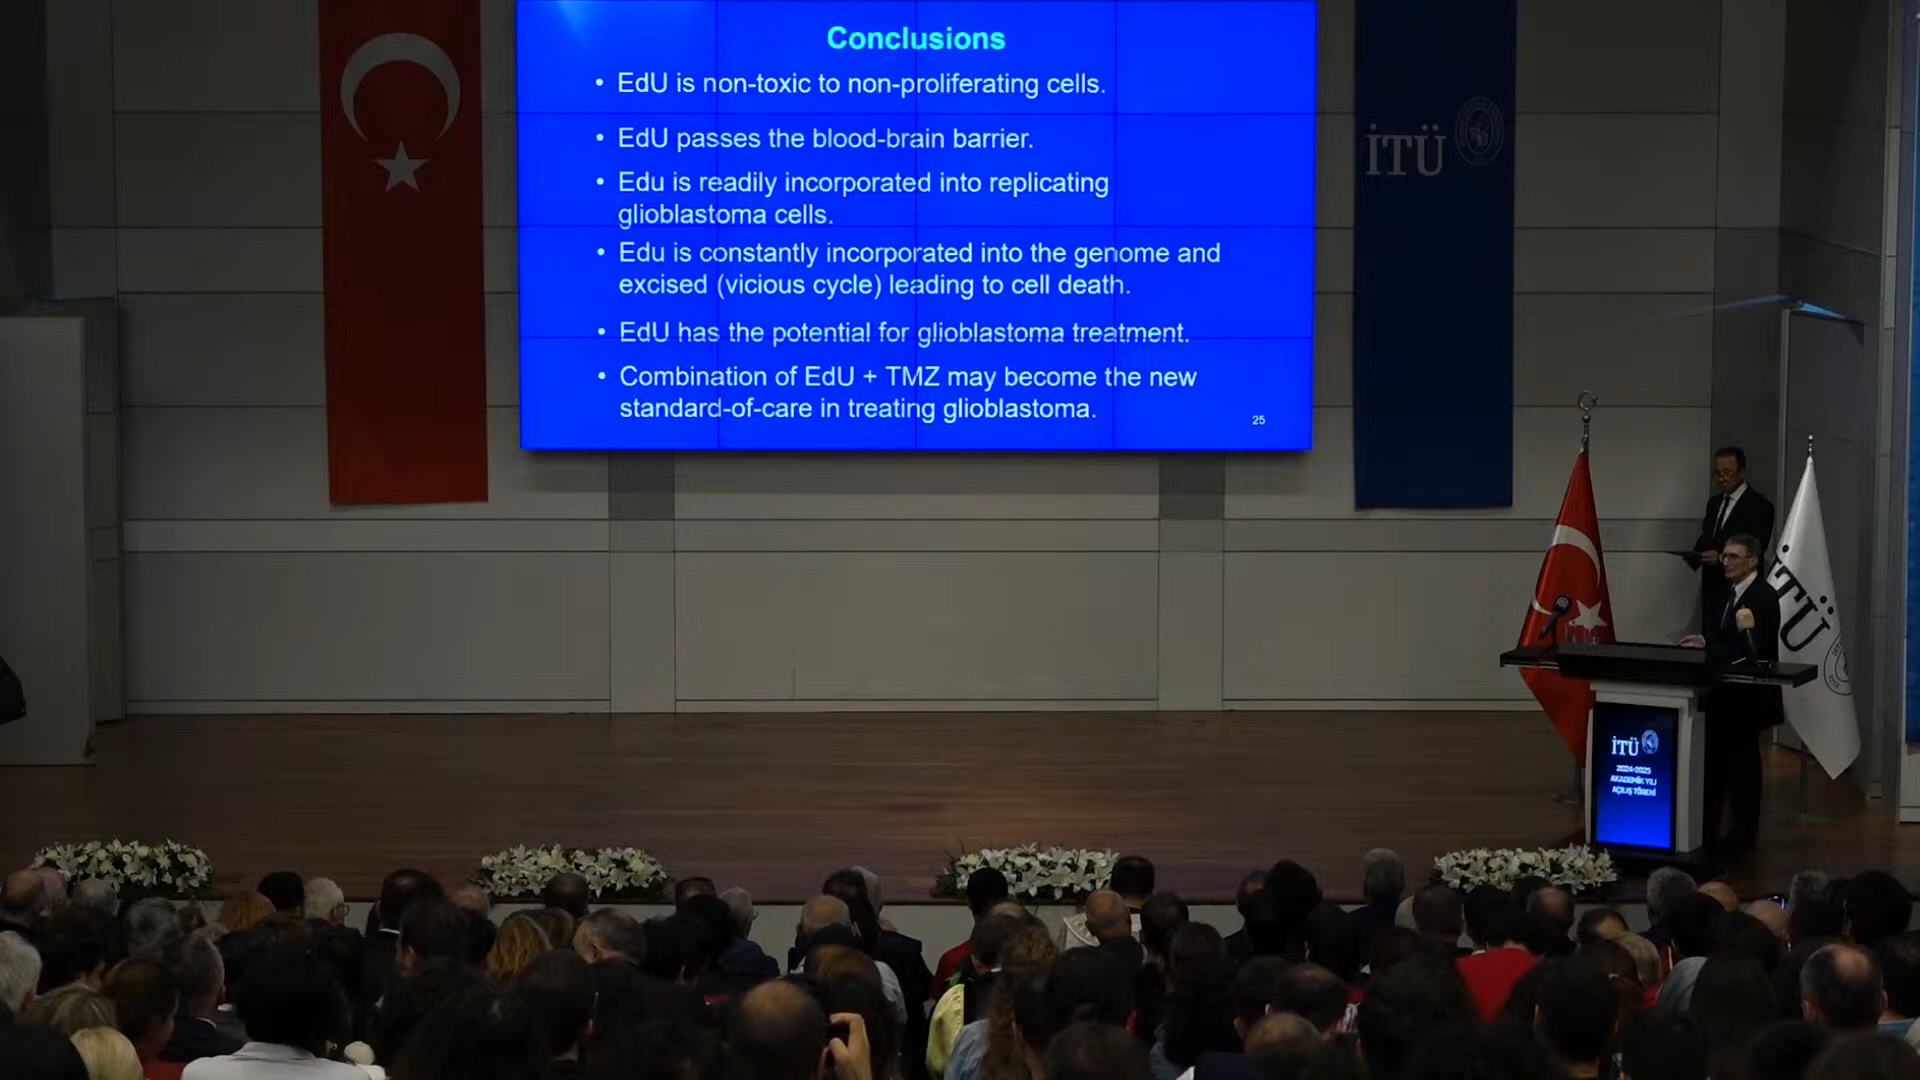 Conclusions
• EdU is non-toxic to non-proliferating cells.
• EdU passes the blood-brain barrier.
• Edu is readily incorporated into replicating
glioblastoma cells.
• Edu is constantly incorporated into the genome and
excised (vicious cycle) leading to cell death.
• EdU has the potential for glioblastoma treatment.
• Combination of EdU + TMZ may become the new
standard-of-care in treating glioblastoma.
25
İTÜ
İTÜ
İTÜ
2024-2025
AKADEMİK YILI
AÇILIŞ TÖRENİ